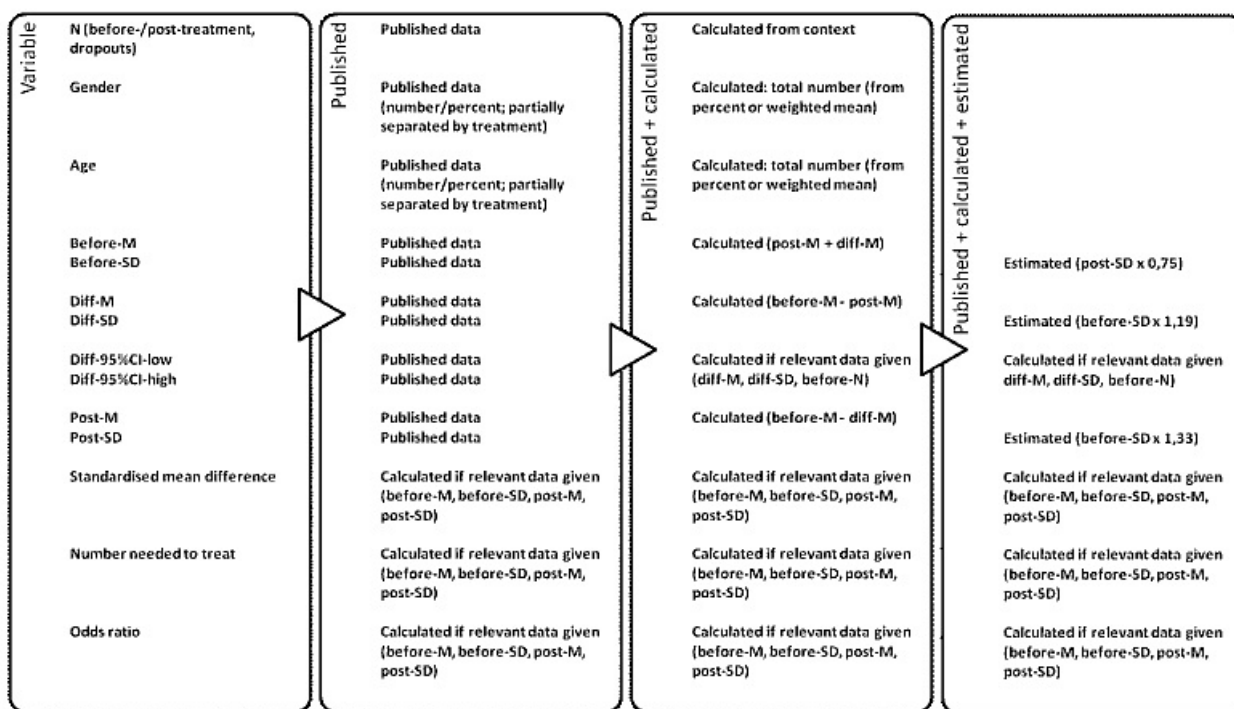 Variable
N (before-/post-treatment,
dropouts)
Gender
Age
Before-M
Before-SD
Diff-M
Diff-SD
Diff-95%CI-low
Diff-95%CI-high
Post-M
Post-SD
Standardised mean difference
Number needed to treat
Odds ratio
Published
Published data
Published data
(number/percent; partially
separated by treatment)
Published data
(number/percent; partially
separated by treatment)
Published data
Published data
Published data
Published data
Published data
Published data
Published data
Published data
Calculated if relevant data given
(before-M, before-SD, post-M,
post-SD)
Calculated if relevant data given
(before-M, before-SD, post-M,
post-SD)
Calculated if relevant data given
(before-M, before-SD, post-M,
post-SD)
Published + calculated
Calculated from context
Calculated: total number (from
percent or weighted mean)
Calculated: total number (from
percent or weighted mean)
Calculated (post-M + diff-M)
Calculated (before-M - post-M)
Calculated if relevant data given
(diff-M, diff-SD, before-N)
Calculated (before-M - diff-M)
Calculated if relevant data given
(before-M, before-SD, post-M,
post-SD)
Calculated if relevant data given
(before-M, before-SD, post-M,
post-SD)
Calculated if relevant data given
(before-M, before-SD, post-M,
post-SD)
Published + calculated + estimated
Estimated (post-SD x 0,75)
Estimated (before-SD x 1,19)
Calculated if relevant data given
diff-M, diff-SD, before-N)
Estimated (before-SD x 1,33)
Calculated if relevant data given
(before-M, before-SD, post-M,
post-SD)
Calculated if relevant data given
(before-M, before-SD, post-M,
post-SD)
Calculated if relevant data given
(before-M, before-SD, post-M,
post-SD)